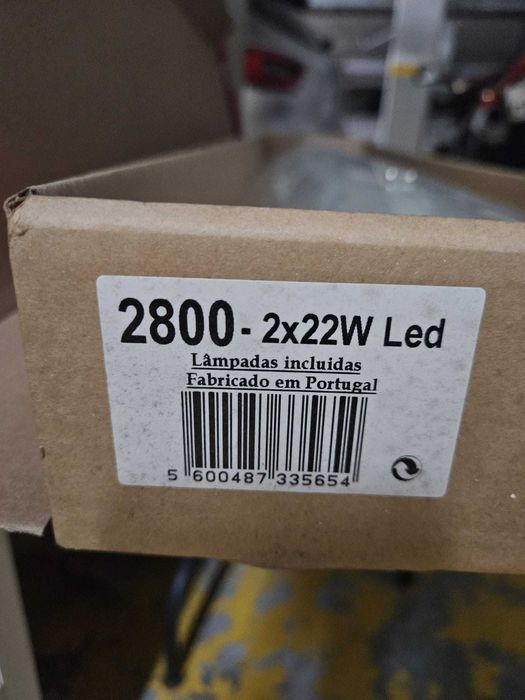 2800 - 2x22W Led
Lâmpadas incluidas
Fabricado em Portugal
5 600487 335654